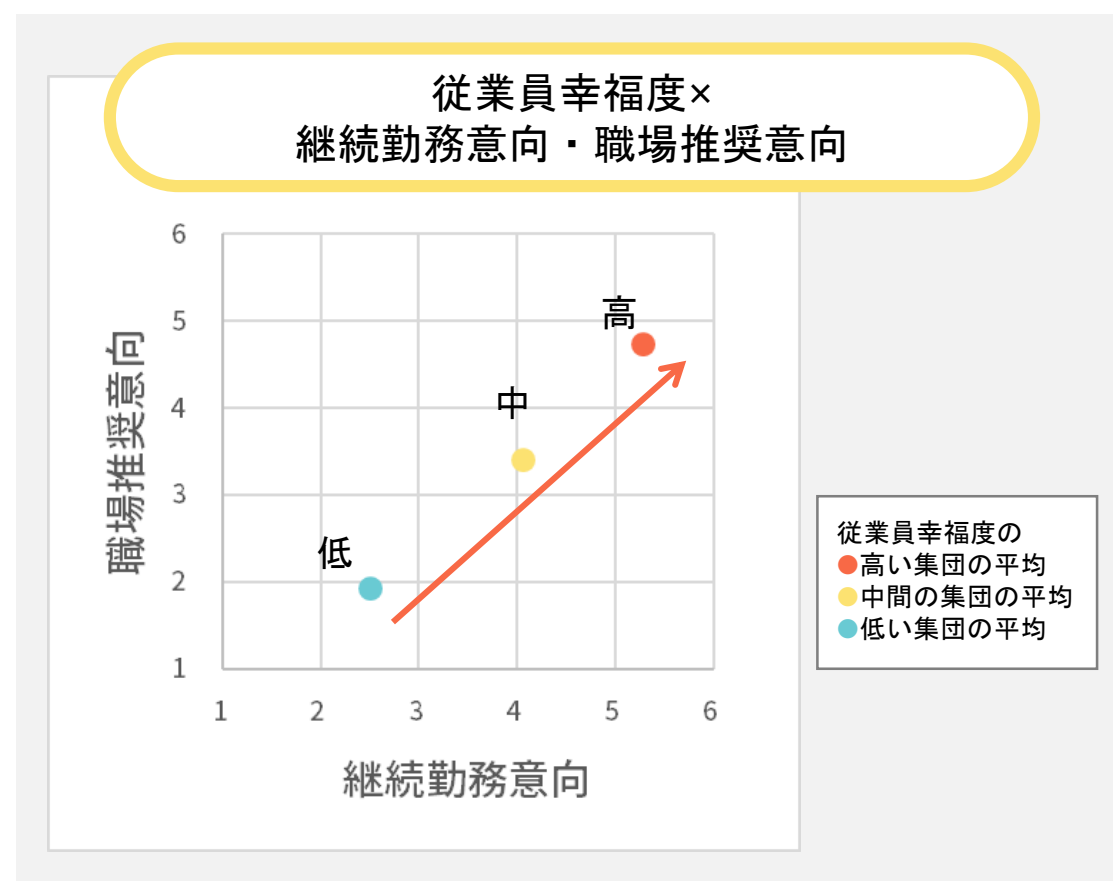 従業員幸福度×
継続勤務意向・職場推奨意向
6
5
4
3
2
1
職場推奨意向
高
中
低
1 2 3 4 5 6
継続勤務意向
従業員幸福度の
●高い集団の平均
●中間の集団の平均
●低い集団の平均